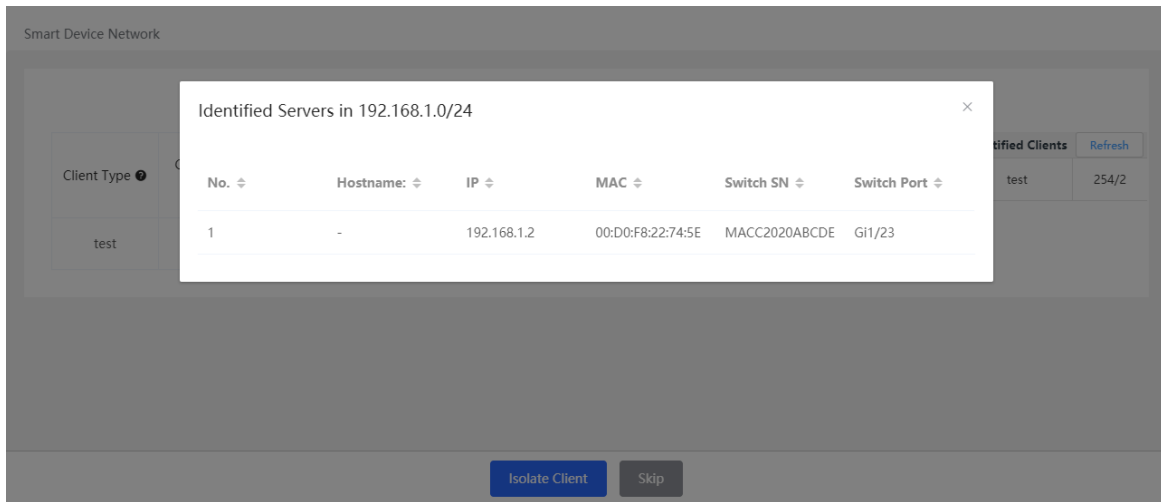 Smart Device Network
Identified Servers in 192.168.1.0/24
tified Clients Refresh
Client Type
No. Hostname: IP MAC Switch SN Switch Port
test 254/2
1 - 192.168.1.2 00:D0:F8:22:74:5E MACC2020ABCDE Gi1/23
test
Isolate Client Skip